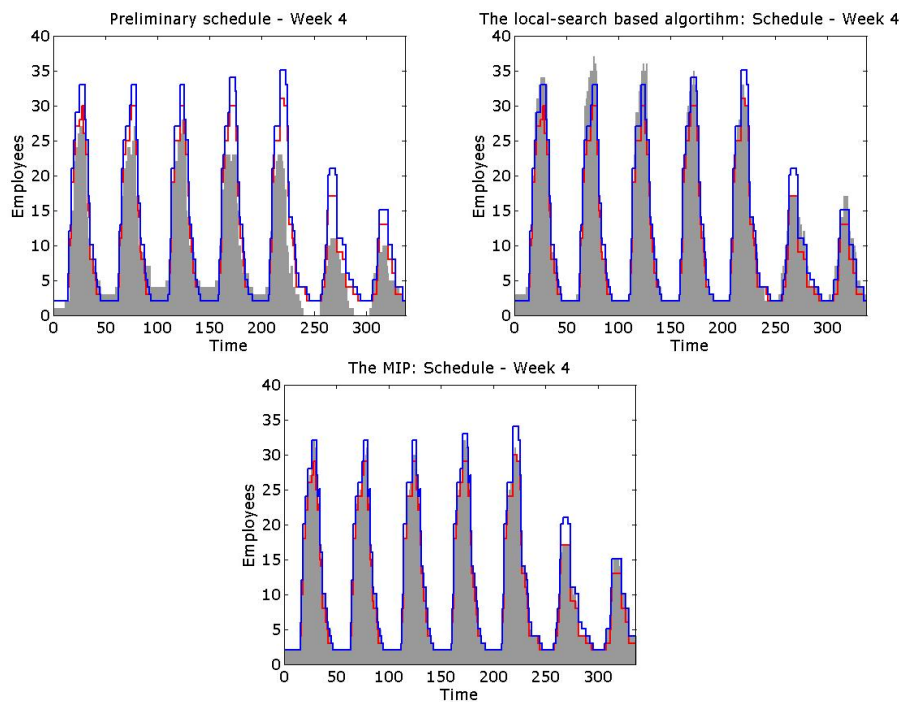 Preliminary schedule - Week 4
40
35
30
25
20
15
10
5
0
Employees
0 50 100 150 200 250 300
Time
The local-search based algortihm: Schedule - Week 4
40
35
30
25
20
15
10
5
0
Employees
0 50 100 150 200 250 300
Time
The MIP: Schedule - Week 4
40
35
30
25
20
15
10
5
0
Employees
0 50 100 150 200 250 300
Time